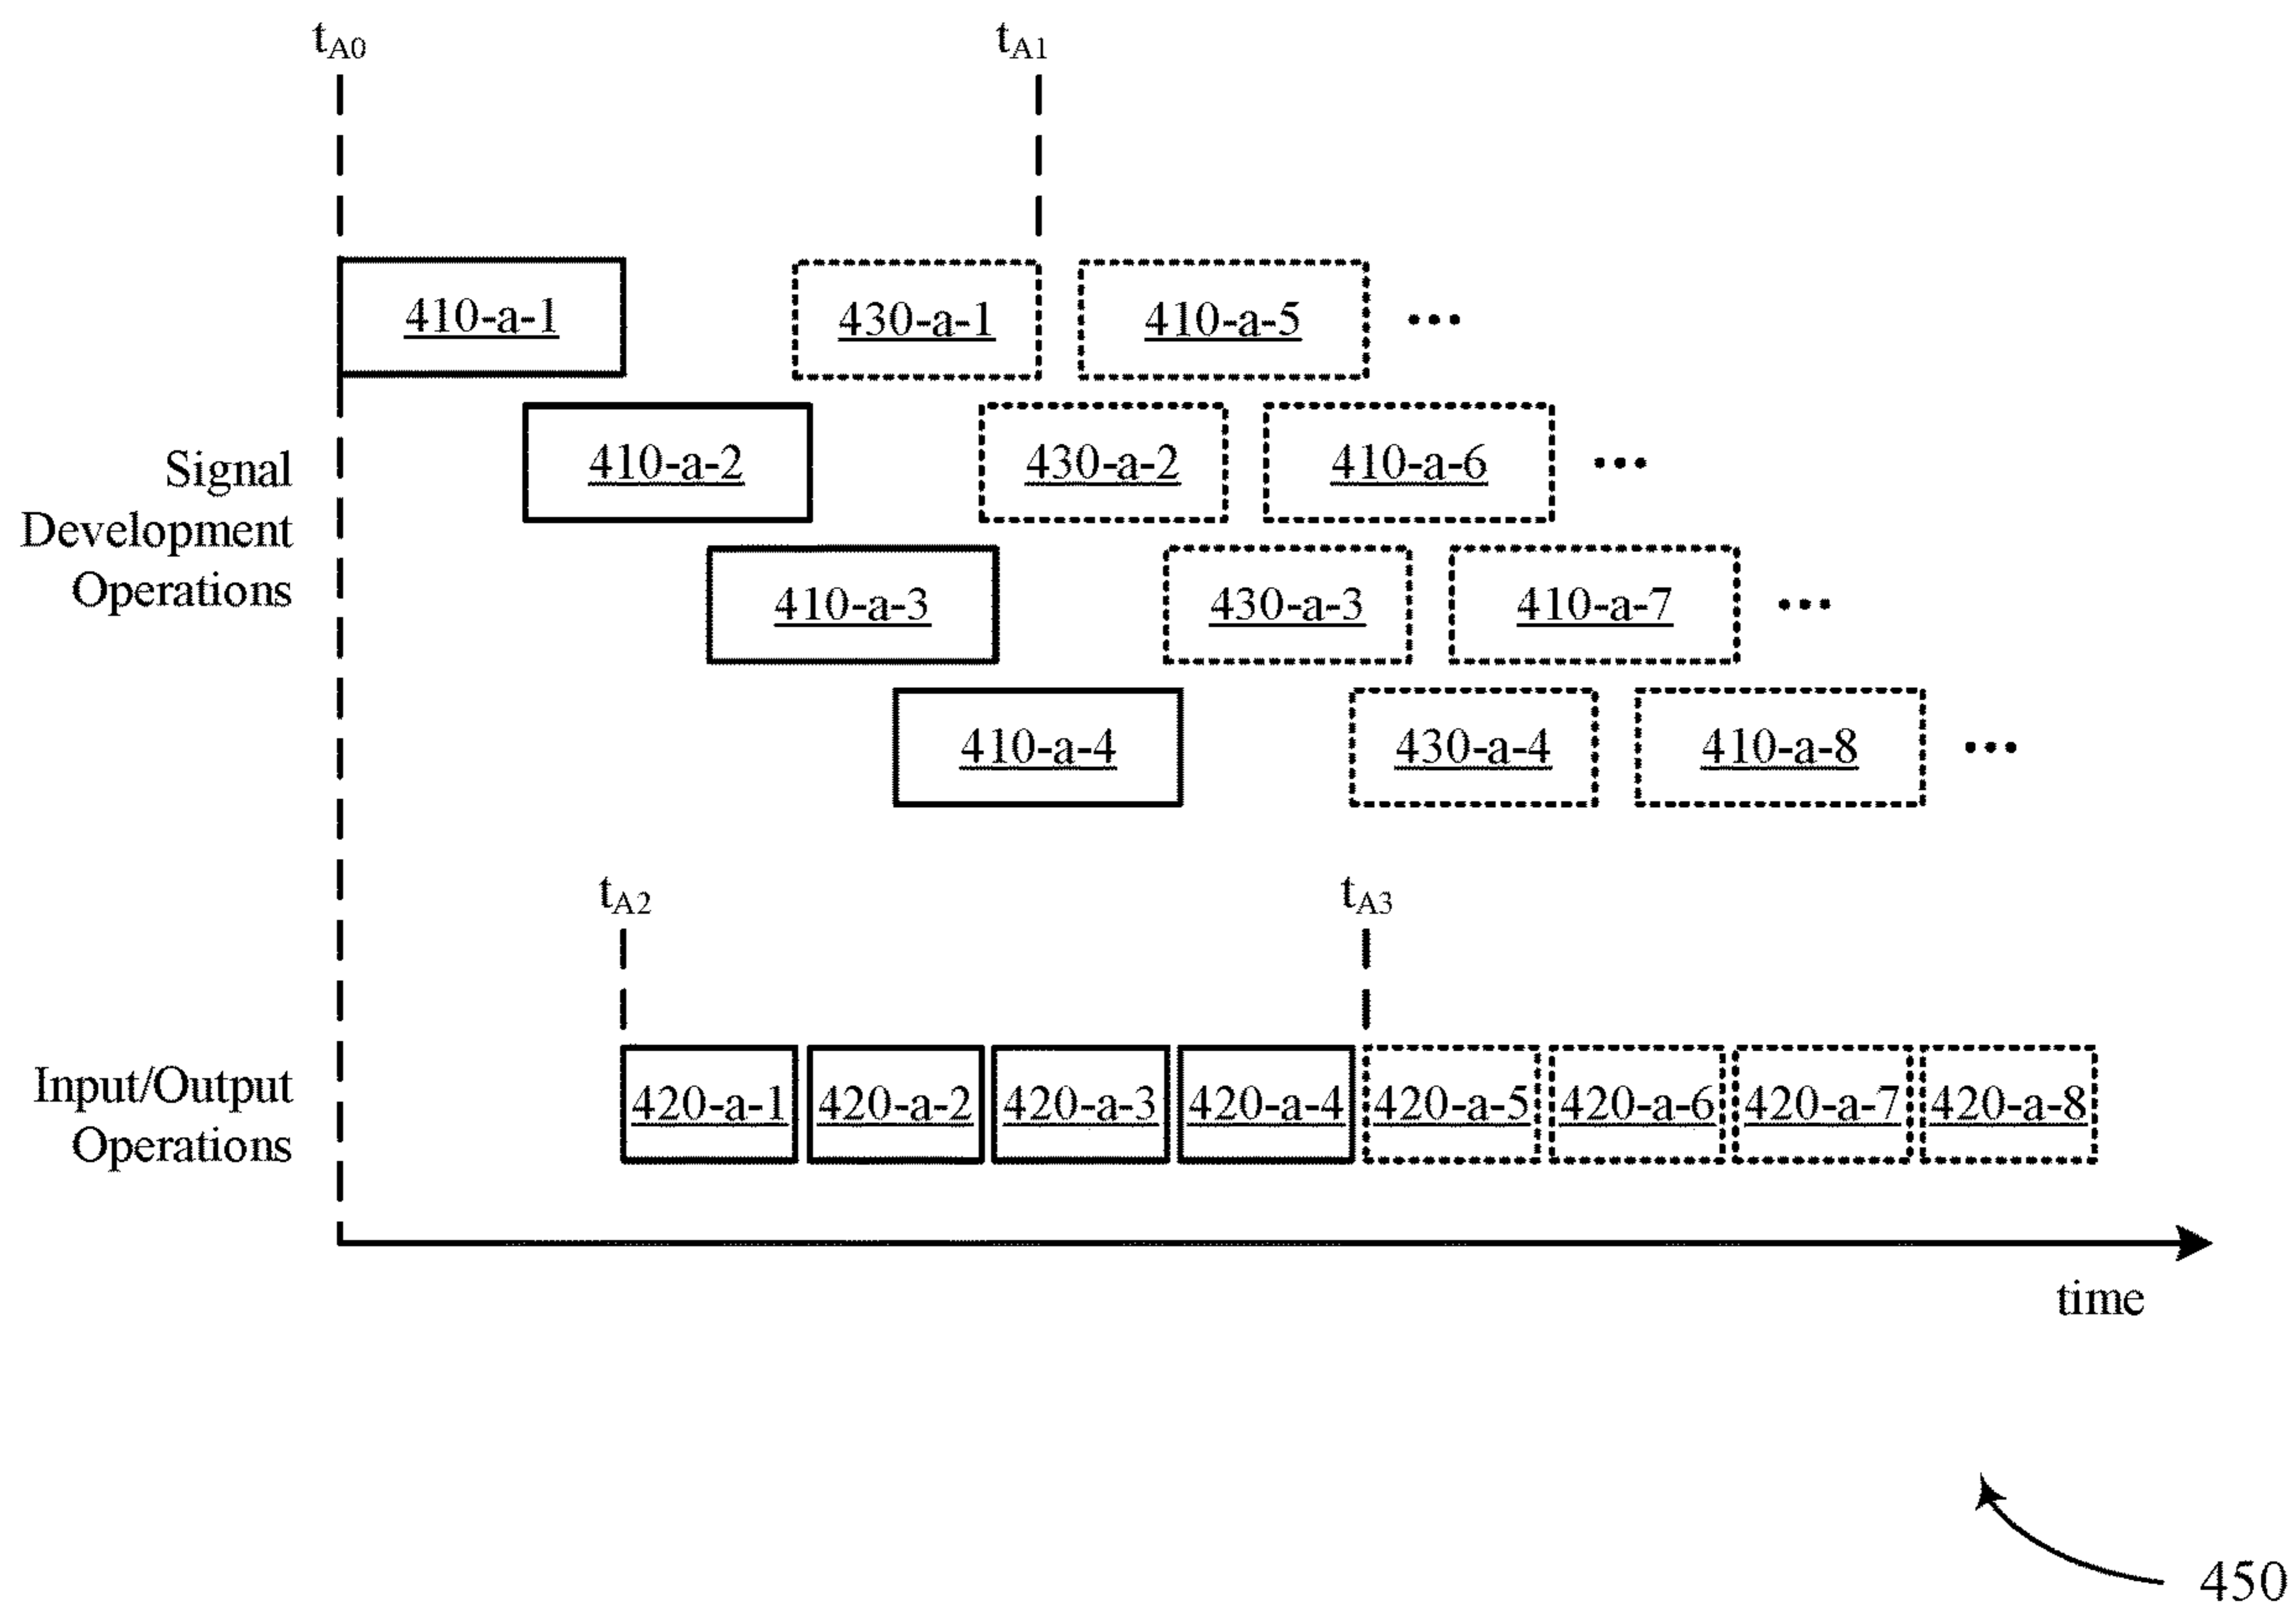 tA0
tA1
410-a-1
430-a-1
410-a-5
...
410-a-2
430-a-2
410-a-6
...
Signal
Development
Operations
410-a-3
430-a-3
410-a-7
...
410-a-4
430-a-4
410-a-8
...
tA2
tA3
Input/Output
Operations
420-a-1
420-a-2
420-a-3
420-a-4
420-a-5
420-a-6
420-a-7
420-a-8
time
450